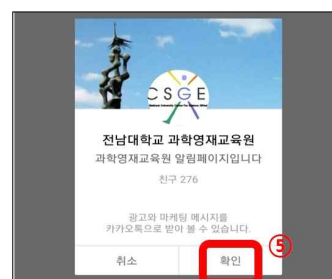 CSGE
전남대학교 과학영재교육원
과학영재교육원 알림페이지입니다
친구 276
광고와 마케팅 메시지를
카카오톡으로 받아 볼 수 있습니다.
취소 확인
⑤